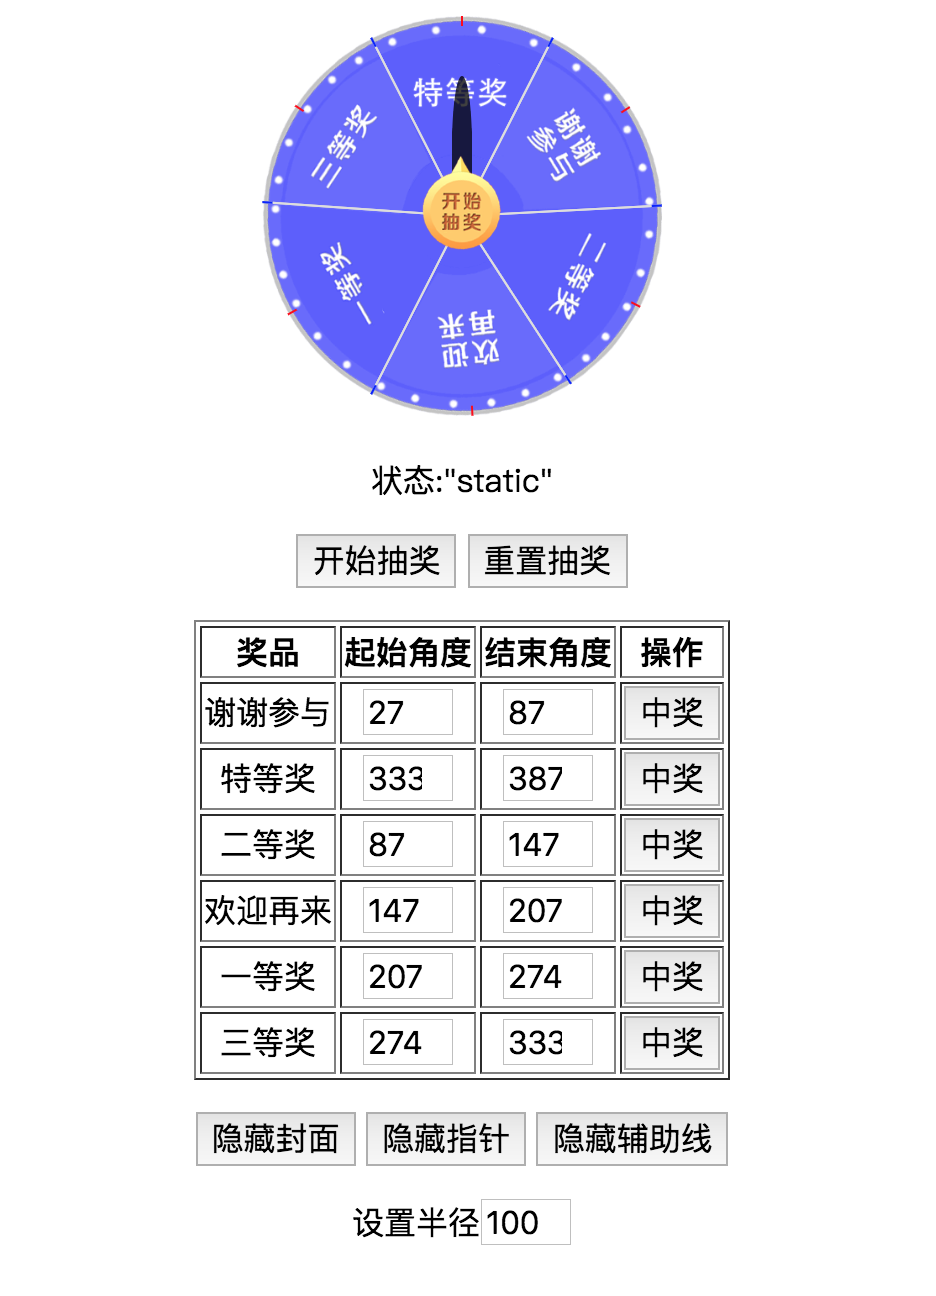 特等奖
三等奖
谢谢
参与
开始
抽奖
一等奖
二等奖
欢迎
再来
状态:"static"
开始抽奖 重置抽奖
奖品 起始角度 结束角度 操作
谢谢参与 27 87 中奖
特等奖 333 387 中奖
二等奖 87 147 中奖
欢迎再来 147 207 中奖
一等奖 207 274 中奖
三等奖 274 333 中奖
隐藏封面 隐藏指针 隐藏辅助线
设置半径 100